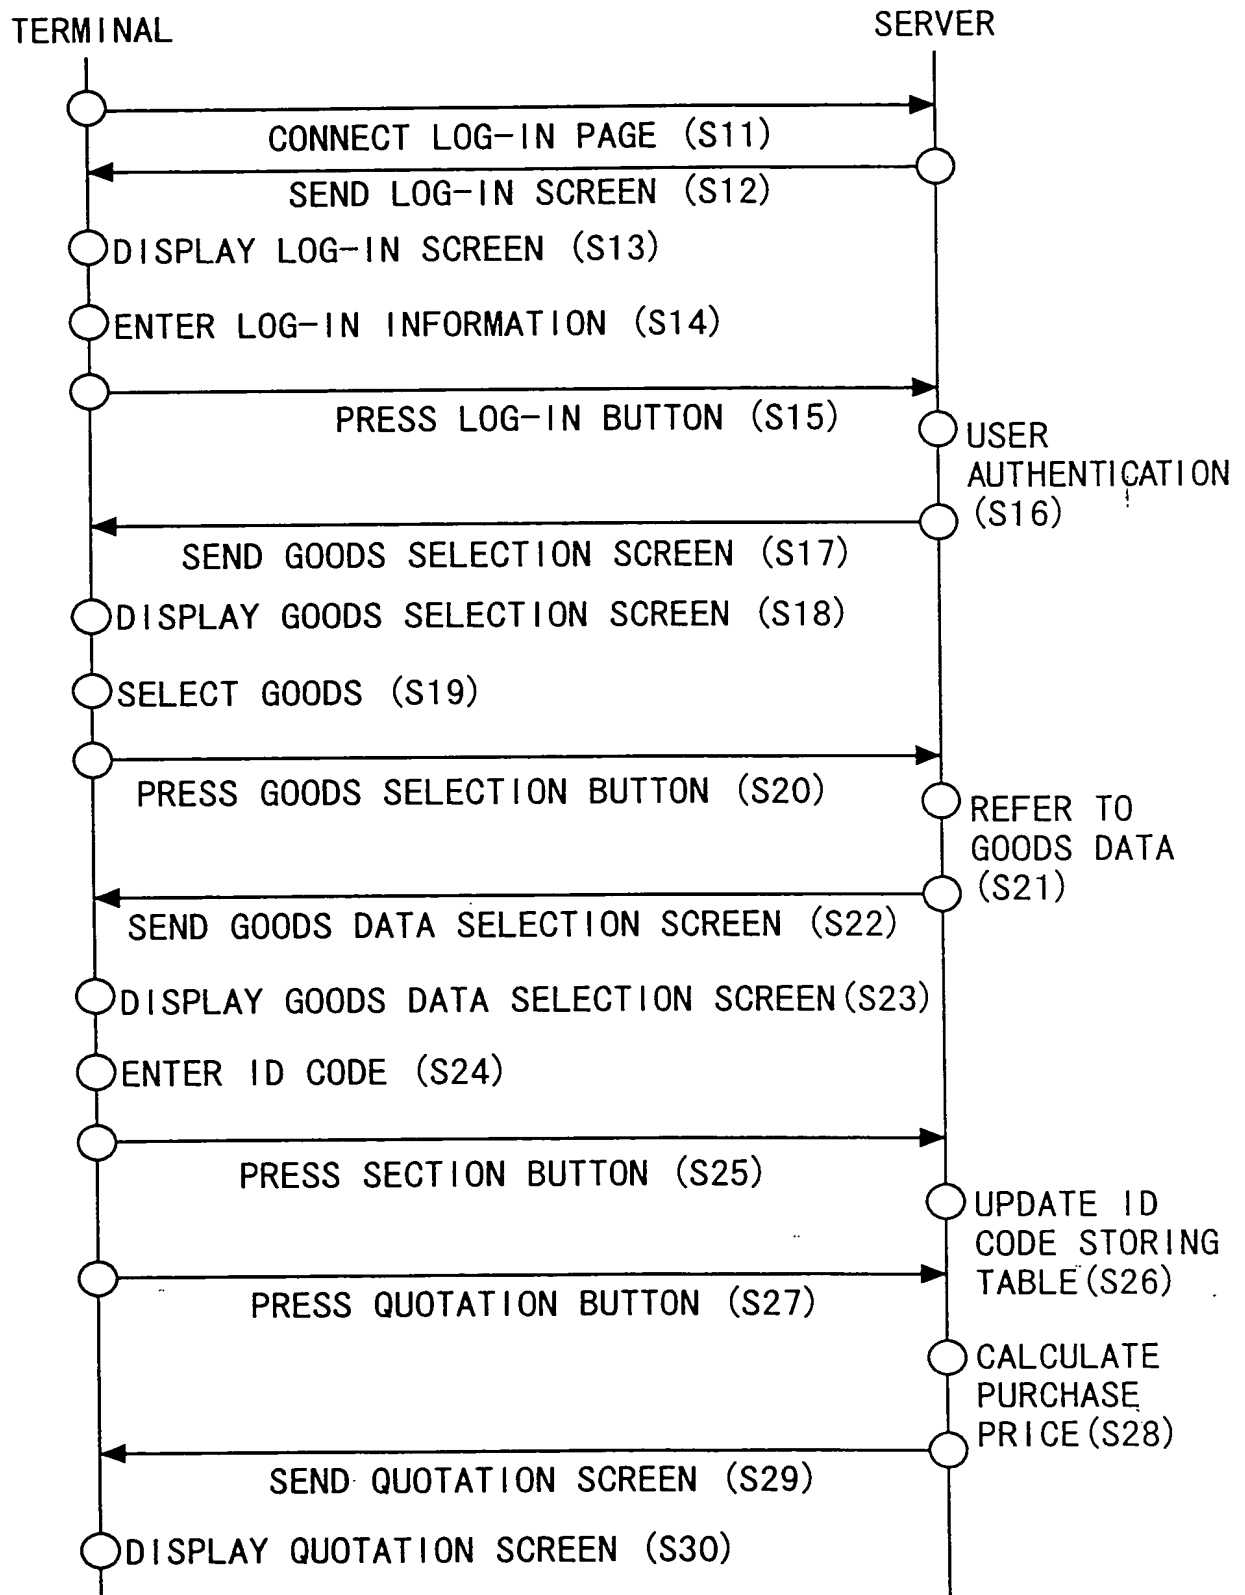 TERMINAL
SERVER
CONNECT LOG-IN PAGE (S11)
SEND LOG-IN SCREEN (S12)
DISPLAY LOG-IN SCREEN (S13)
ENTER LOG-IN INFORMATION (S14)
PRESS LOG-IN BUTTON (S15)
USER
AUTHENTICATION
(S16)
SEND GOODS SELECTION SCREEN (S17)
DISPLAY GOODS SELECTION SCREEN (S18)
SELECT GOODS (S19)
PRESS GOODS SELECTION BUTTON (S20)
REFER TO
GOODS DATA
(S21)
SEND GOODS DATA SELECTION SCREEN (S22)
DISPLAY GOODS DATA SELECTION SCREEN(S23)
ENTER ID CODE (S24)
PRESS SECTION BUTTON (S25)
UPDATE ID
CODE STORING
TABLE(S26)
PRESS QUOTATION BUTTON (S27)
CALCULATE
PURCHASE
PRICE(S28)
SEND QUOTATION SCREEN (S29)
DISPLAY QUOTATION SCREEN (S30)